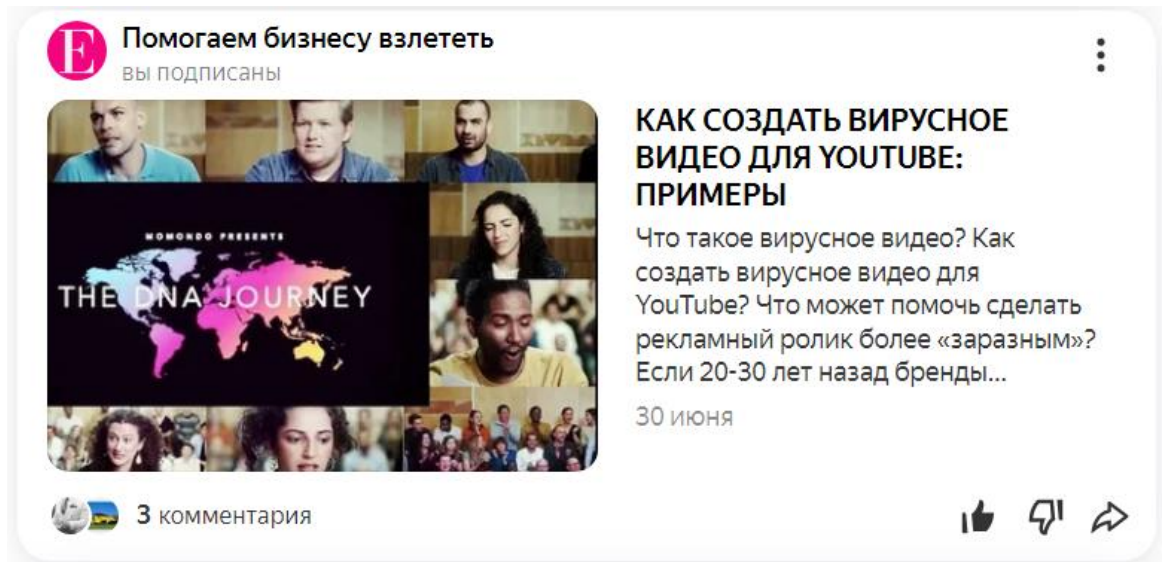 E
Помогаем бизнесу взлететь
вы подписаны
MOMONDO PRESENTS
THE DNA JOURNEY
КАК СОЗДАТЬ ВИРУСНОЕ
ВИДЕО ДЛЯ YOUTUBE:
ПРИМЕРЫ
Что такое вирусное видео? Как
создать вирусное видео для
YouTube? Что может помочь сделать
рекламный ролик более «заразным»?
Если 20-30 лет назад бренды...
30 июня
3 комментария